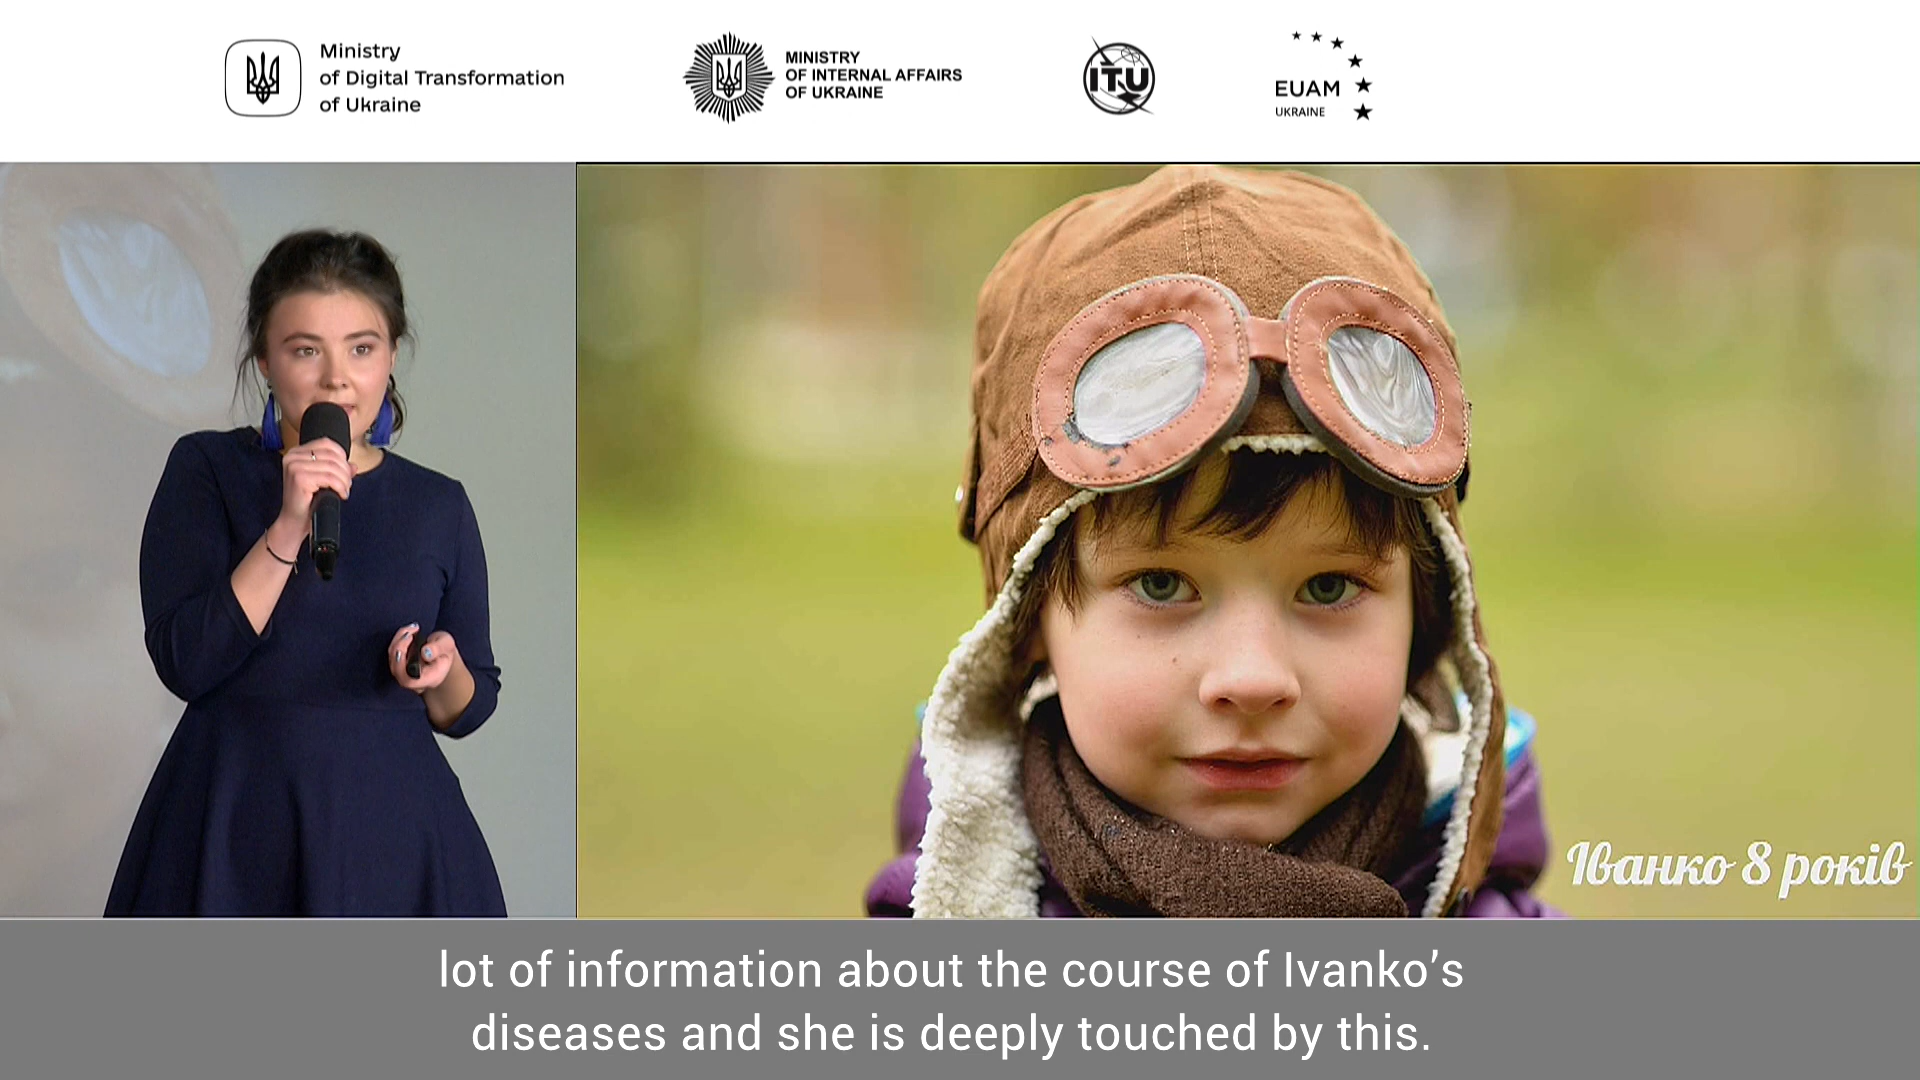 Ministry
of Digital Transformation
of Ukraine
MINISTRY
OF INTERNAL AFFAIRS
OF UKRAINE
ITU
EUAM
UKRAINE
Іванко 8 років
lot of information about the course of Ivanko’s
diseases and she is deeply touched by this.